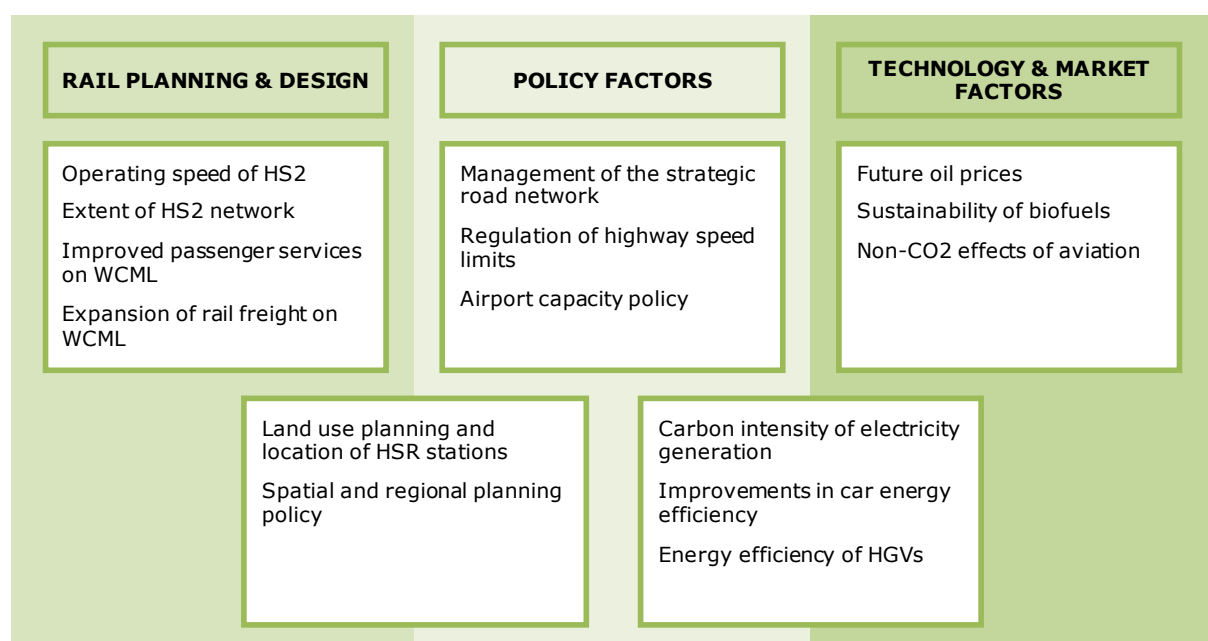 RAIL PLANNING & DESIGN
POLICY FACTORS
TECHNOLOGY & MARKET
FACTORS
Operating speed of HS2
Extent of HS2 network
Improved passenger services
on WCML
Expansion of rail freight on
WCML
Management of the strategic
road network
Regulation of highway speed
limits
Airport capacity policy
Future oil prices
Sustainability of biofuels
Non-CO2 effects of aviation
Land use planning and
location of HSR stations
Spatial and regional planning
policy
Carbon intensity of electricity
generation
Improvements in car energy
efficiency
Energy efficiency of HGVs